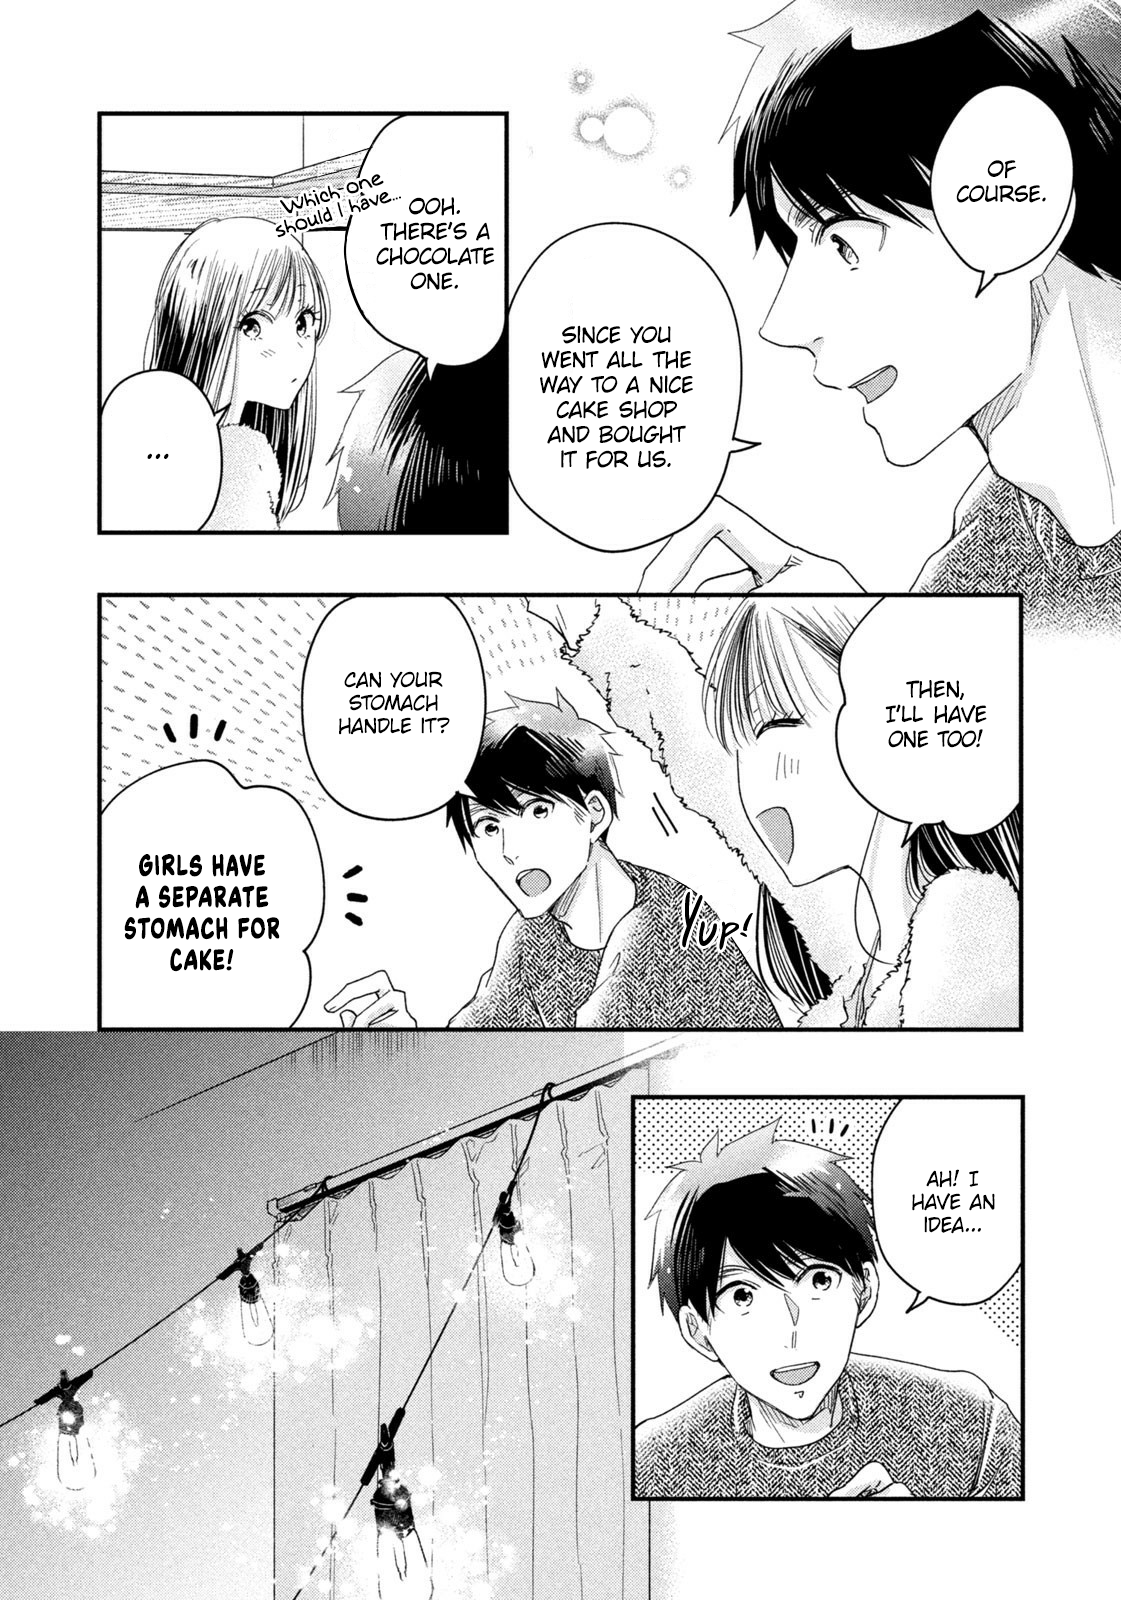 OF
COURSE.
SINCE YOU
WENT ALL THE
WAY TO A NICE
CAKE SHOP
AND BOUGHT
IT FOR US.
OOH.
THERE'S A
CHOCOLATE
ONE.
Which one
should I have...
...
THEN,
I'LL HAVE
ONE TOO!
CAN YOUR
STOMACH
HANDLE IT?
Yup!
GIRLS HAVE
A SEPARATE
STOMACH FOR
CAKE!
AH! I
HAVE AN
IDEA...